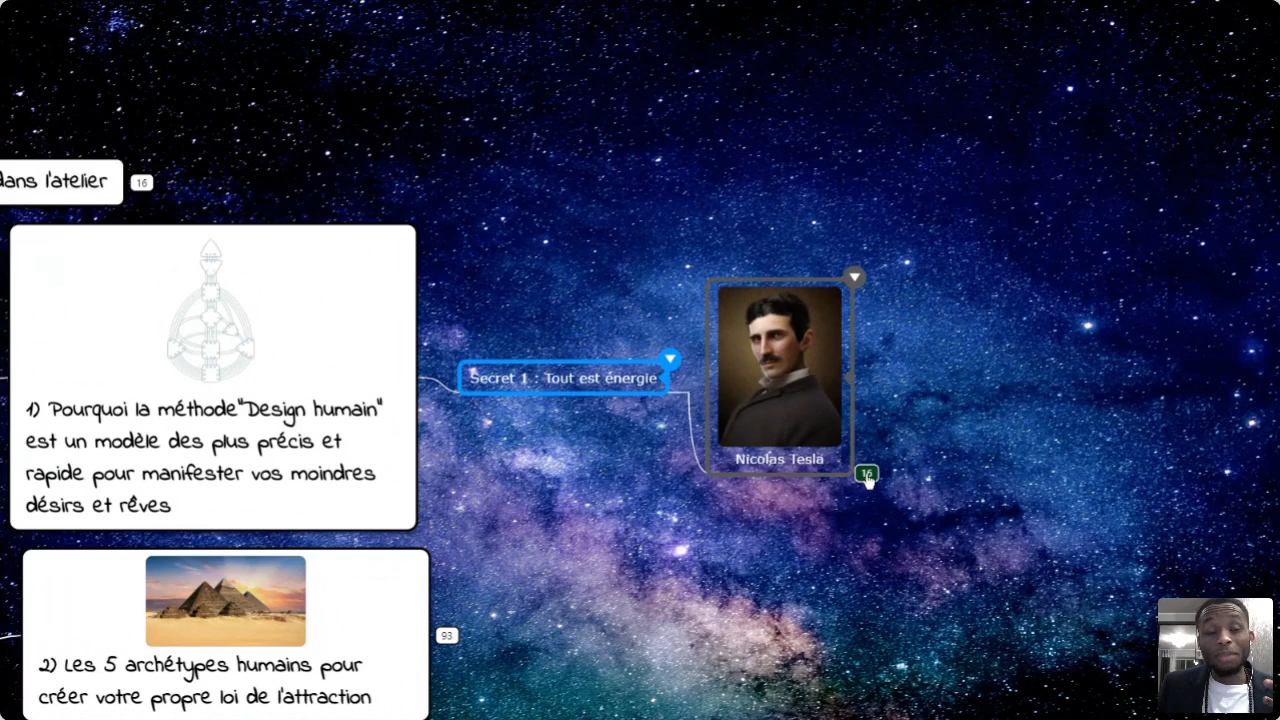 dans l'atelier
16
1) Pourquoi la méthode"Design humain"
est un modèle des plus précis et
rapide pour manifester vos moindres
désirs et rêves
Secret 1 : Tout est énergie
Nicolas Tesla
16
2) Les 5 archétypes humains pour
créer votre propre loi de l'attraction
93